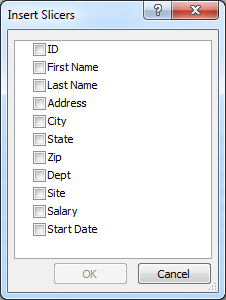 Insert Slicers
?
ID
First Name
Last Name
Address
City
State
Zip
Dept
Site
Salary
Start Date
OK
Cancel